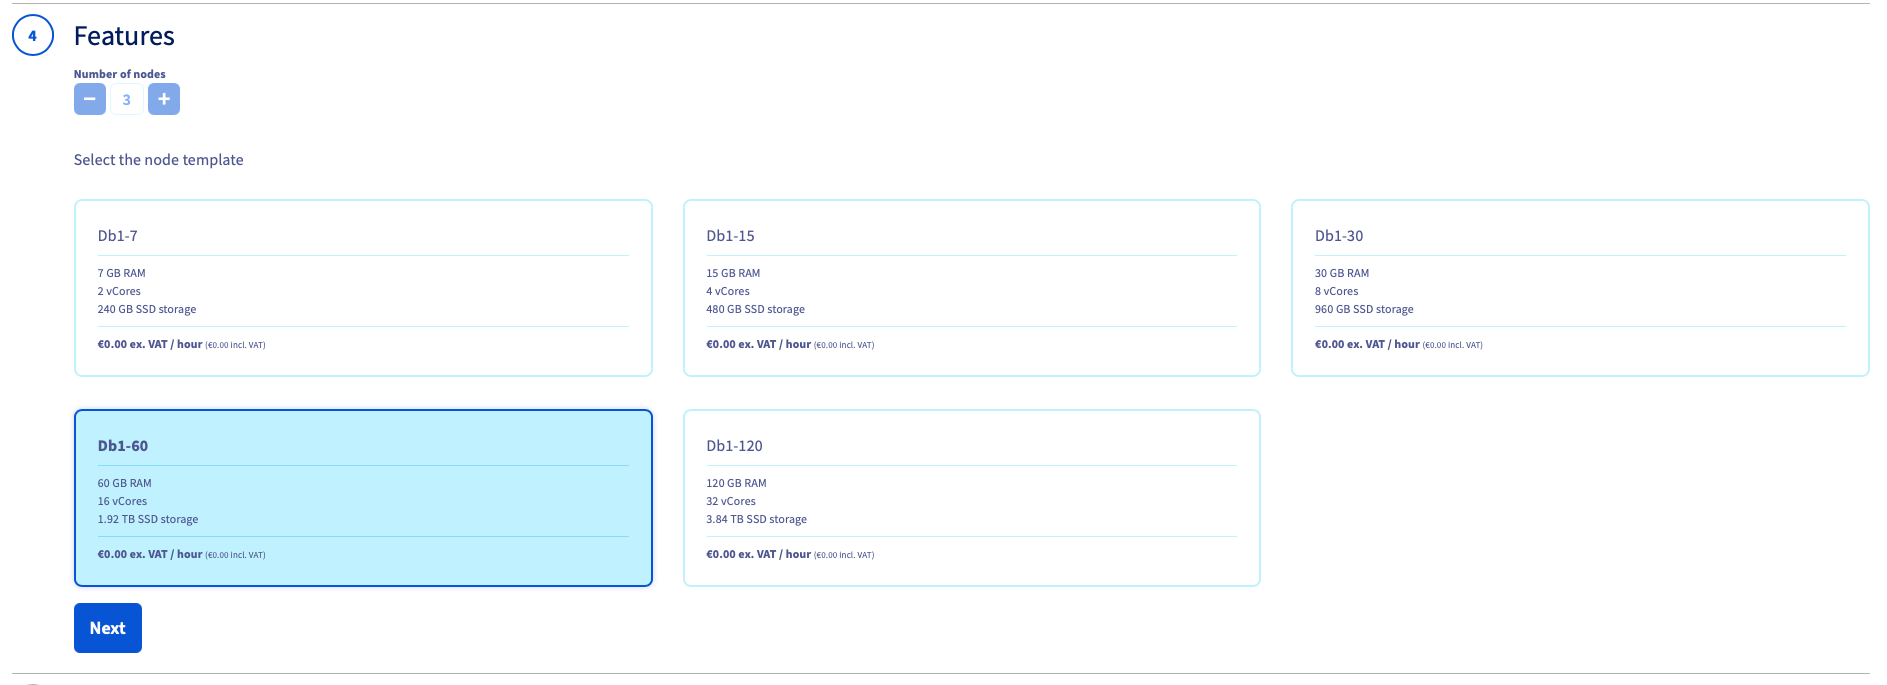 4
Features
Number of nodes
− 3 +
Select the node template
Db1-7
7 GB RAM
2 vCores
240 GB SSD storage
€0.00 ex. VAT / hour (€0.00 incl. VAT)
Db1-15
15 GB RAM
4 vCores
480 GB SSD storage
€0.00 ex. VAT / hour (€0.00 incl. VAT)
Db1-30
30 GB RAM
8 vCores
960 GB SSD storage
€0.00 ex. VAT / hour (€0.00 incl. VAT)
Db1-60
60 GB RAM
16 vCores
1.92 TB SSD storage
€0.00 ex. VAT / hour (€0.00 incl. VAT)
Db1-120
120 GB RAM
32 vCores
3.84 TB SSD storage
€0.00 ex. VAT / hour (€0.00 incl. VAT)
Next